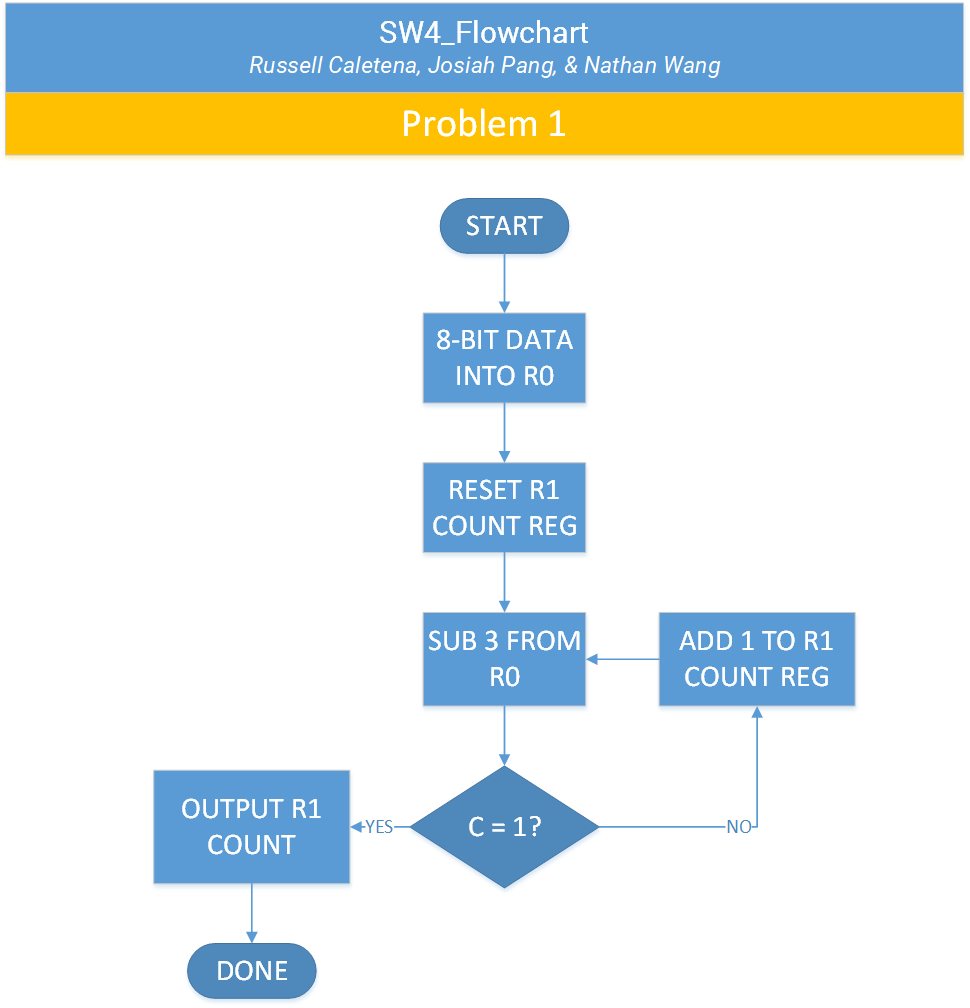 SW4_Flowchart
Russell Caletena, Josiah Pang, & Nathan Wang
Problem 1
START
8-BIT DATA
INTO R0
RESET R1
COUNT REG
SUB 3 FROM
R0
ADD 1 TO R1
COUNT REG
C = 1?
YES
NO
OUTPUT R1
COUNT
DONE